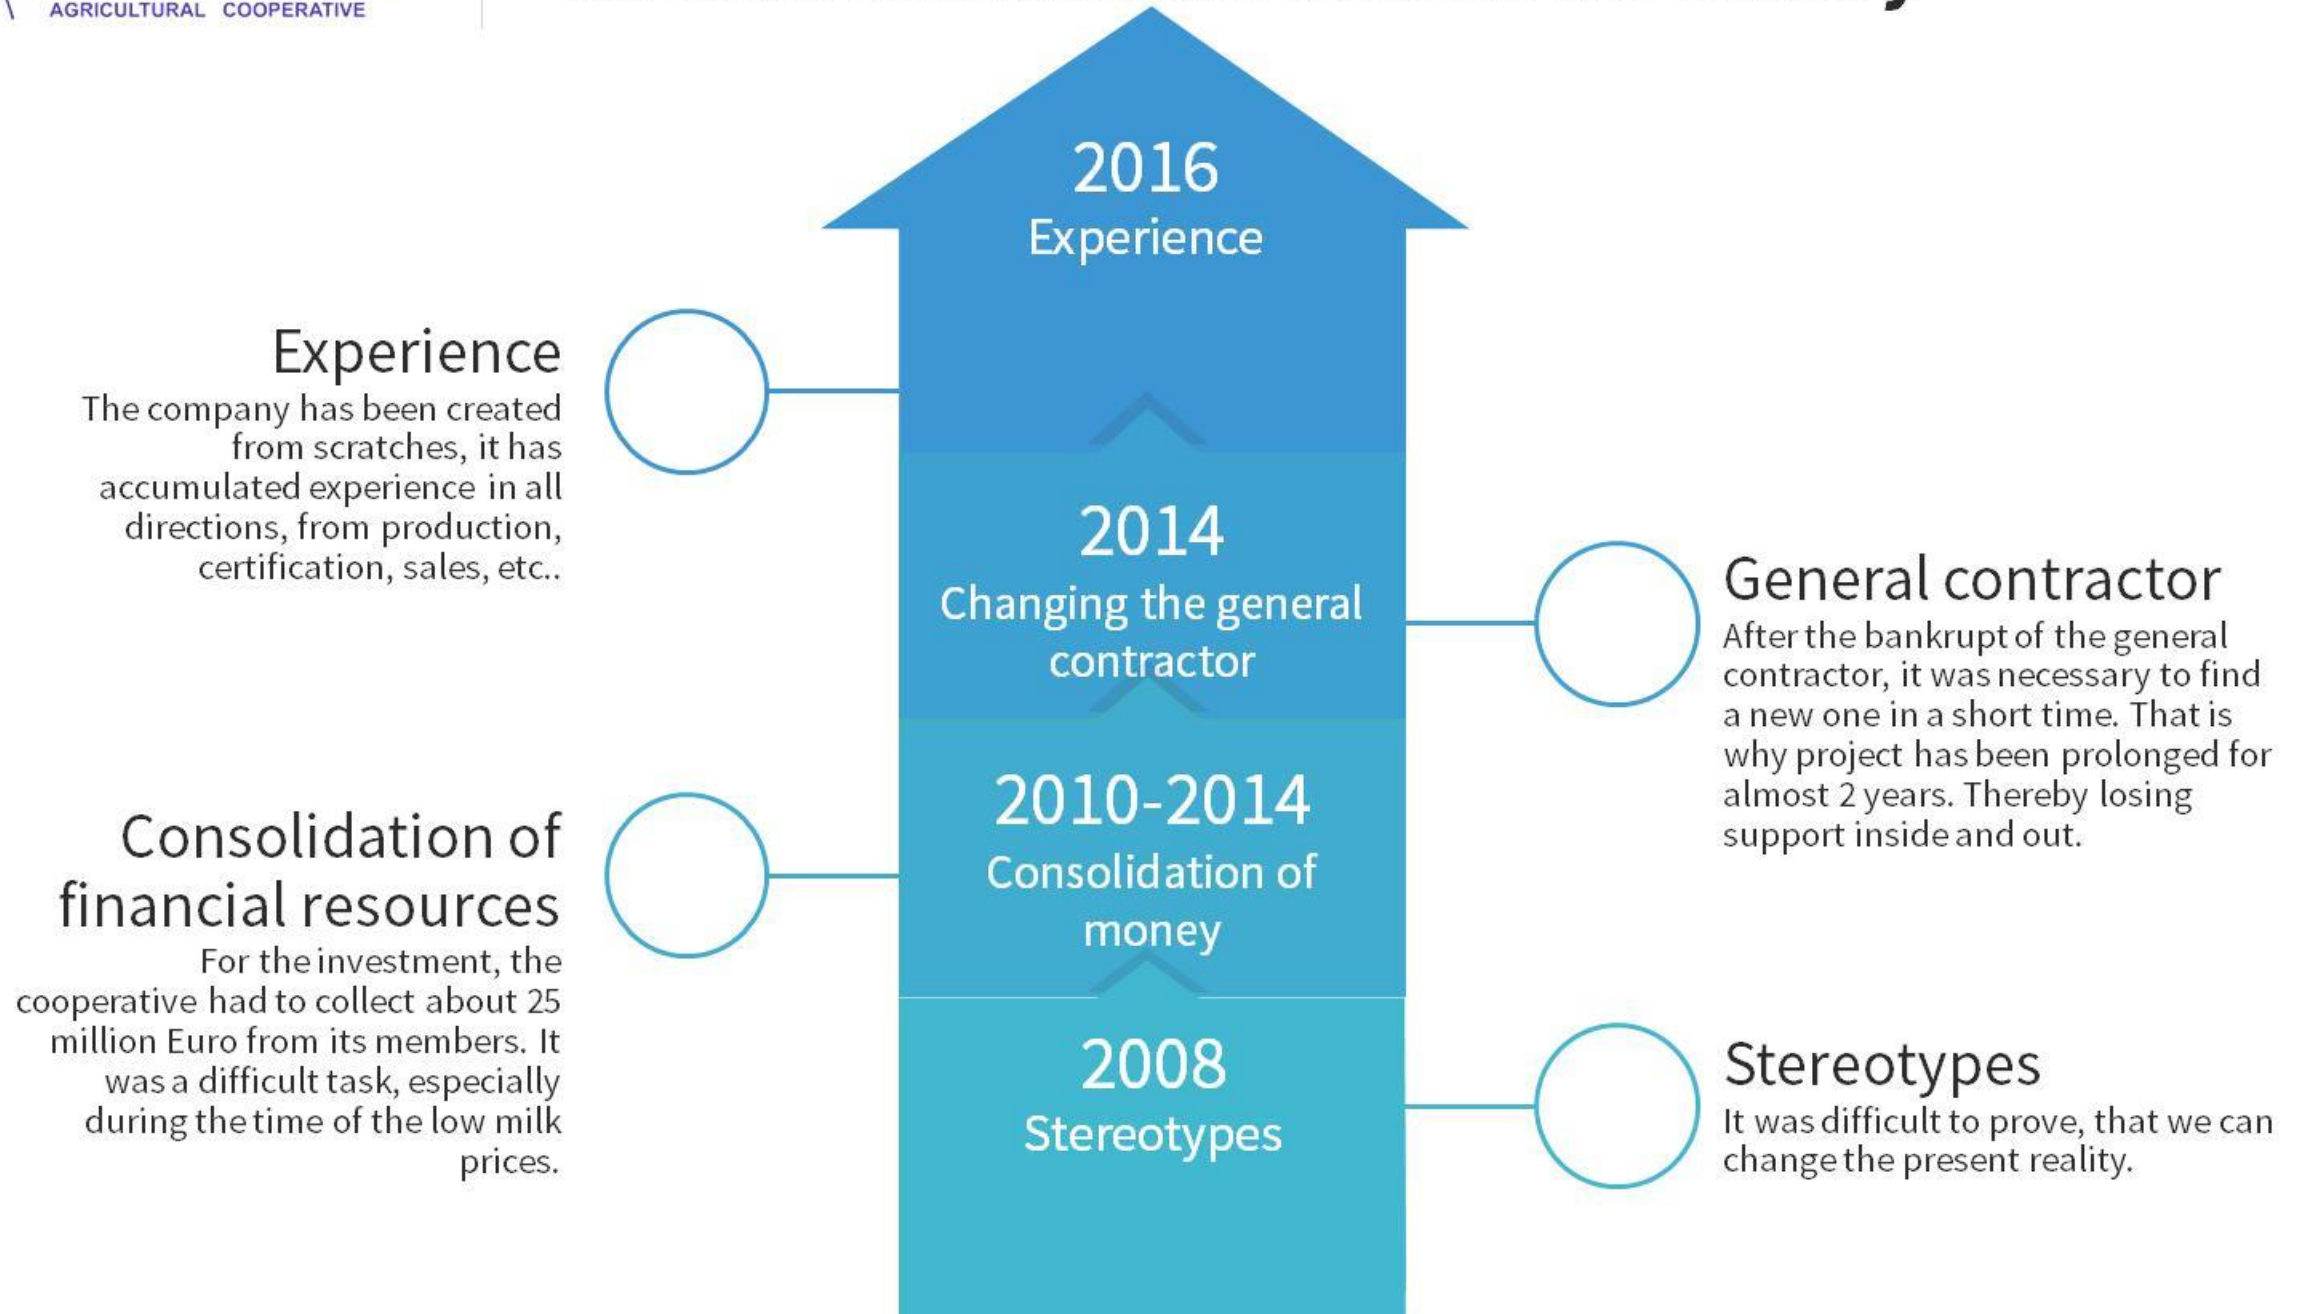 AGRICULTURAL COOPERATIVE
2016
Experience
Experience
The company has been created
from scratches, it has
accumulated experience in all
directions, from production,
certification, sales, etc..
2014
Changing the general
contractor
General contractor
After the bankrupt of the general
contractor, it was necessary to find
a new one in a short time. That is
why project has been prolonged for
almost 2 years. Thereby losing
support inside and out.
2010-2014
Consolidation of
money
Consolidation of
financial resources
For the investment, the
cooperative had to collect about 25
million Euro from its members. It
was a difficult task, especially
during the time of the low milk
prices.
2008
Stereotypes
Stereotypes
It was difficult to prove, that we can
change the present reality.